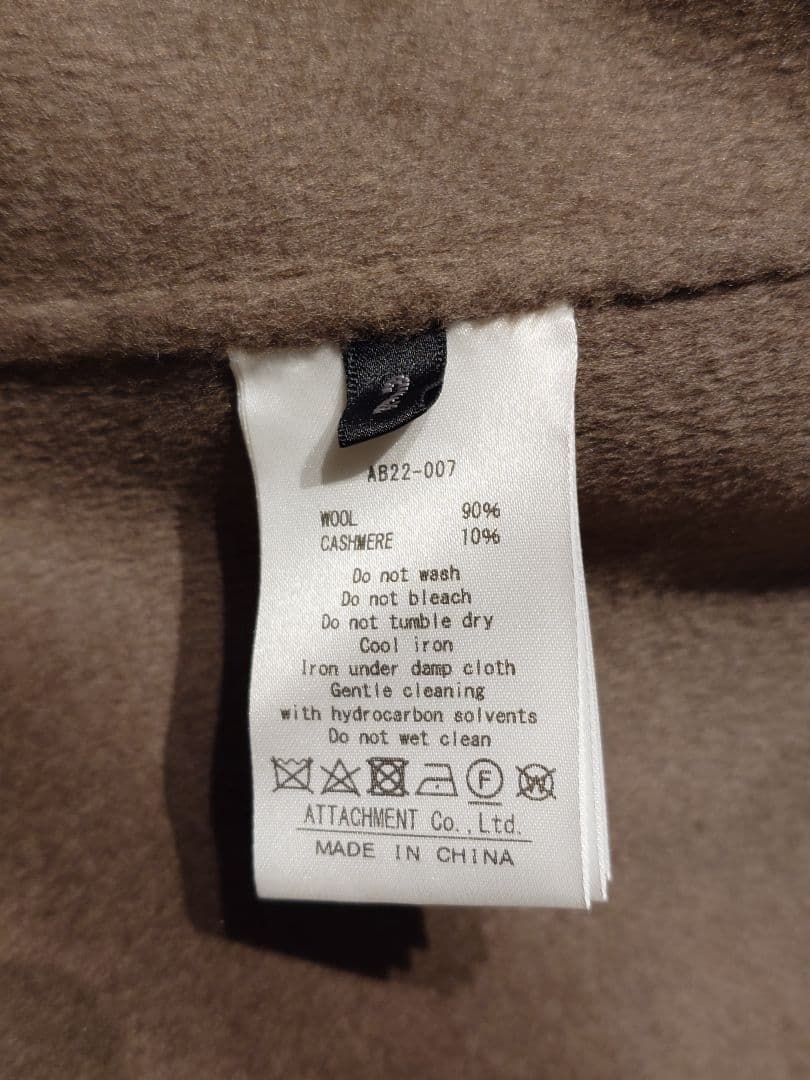 2
AB22-007
WOOL 90%
CASHMERE 10%
Do not wash
Do not bleach
Do not tumble dry
Cool iron
Iron under damp cloth
Gentle cleaning
with hydrocarbon solvents
Do not wet clean
F W
ATTACHMENT Co.,Ltd.
MADE IN CHINA